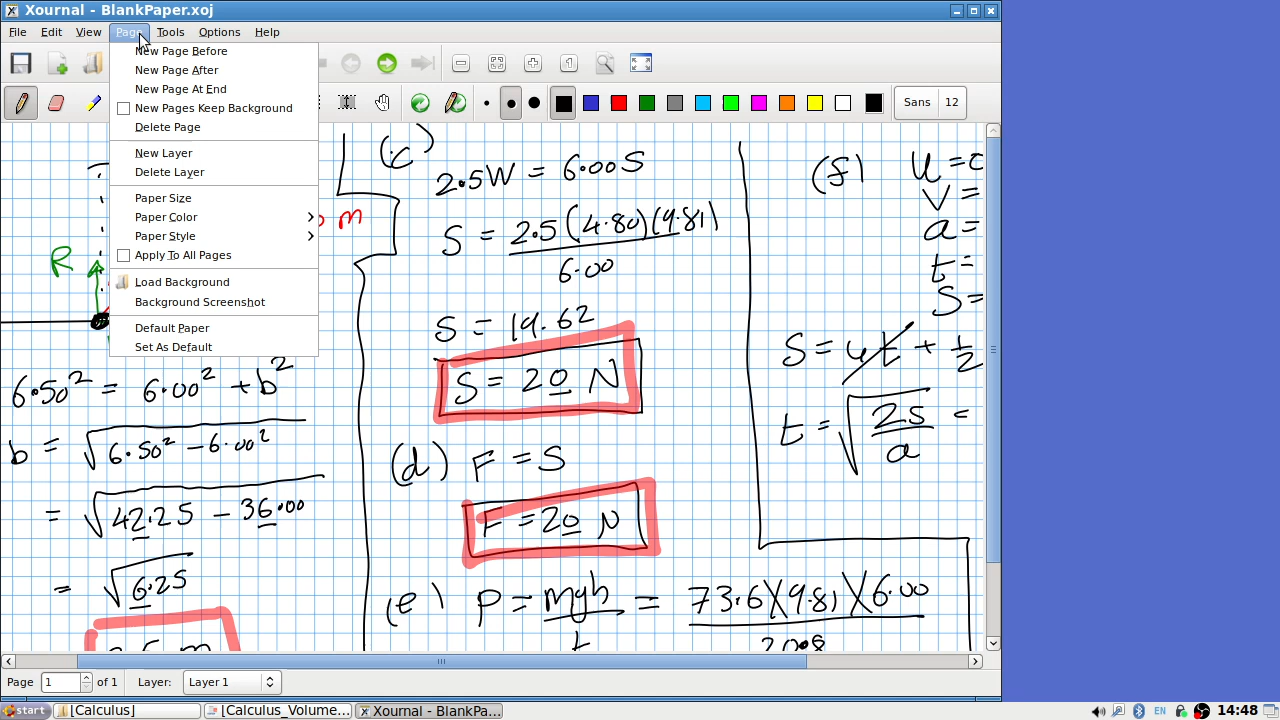 Xournal - BlankPaper.xoj
File Edit View Page Tools Options Help
New Page Before
New Page After
New Page At End
New Pages Keep Background
Delete Page
New Layer
Delete Layer
Paper Size
Paper Color
Paper Style
Apply To All Pages
Load Background
Background Screenshot
Default Paper
Set As Default
Sans 12
m
R
6.50² = 6.00² + b²
b = √6.50² - 6.00²
= √42.25 - 36.00
= √6.25
(c)
2.5W = 6.00S
S = 2.5(4.80)(9.81)
6.00
S = 19.62
S = 20 N
(d) F = S
F = 20 N
(e) P = mgh = 73.6)(9.81)(6.00
t
(f)
u =0
v =
a =
t =
S =
S = ut + 1/2
t = √2s =
a
Page 1 of 1 Layer: Layer 1
start [Calculus] [Calculus_Volume... Xournal - BlankPa... EN 14:48